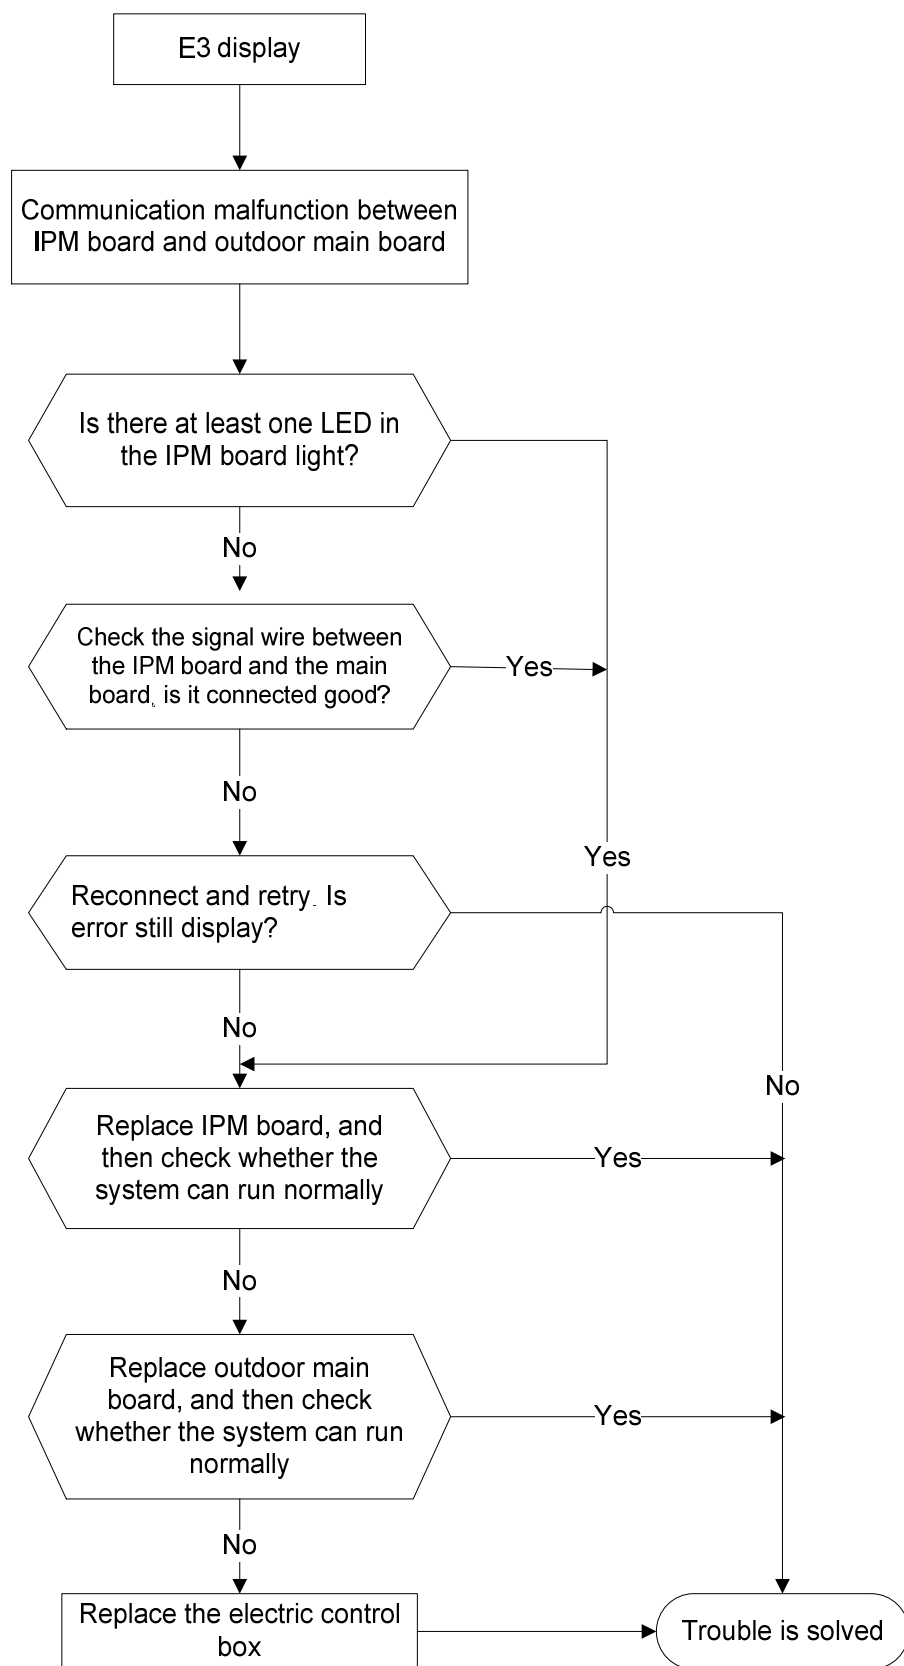 E3 display
Communication malfunction between
IPM board and outdoor main board
Is there at least one LED in
the IPM board light?
No
Check the signal wire between
the IPM board and the main
board, is it connected good?
Yes
No
Yes
Reconnect and retry. Is
error still display?
No
No
Replace IPM board, and
then check whether the
system can run normally
Yes
No
Replace outdoor main
board, and then check
whether the system can run
normally
Yes
No
Replace the electric control
box
Trouble is solved